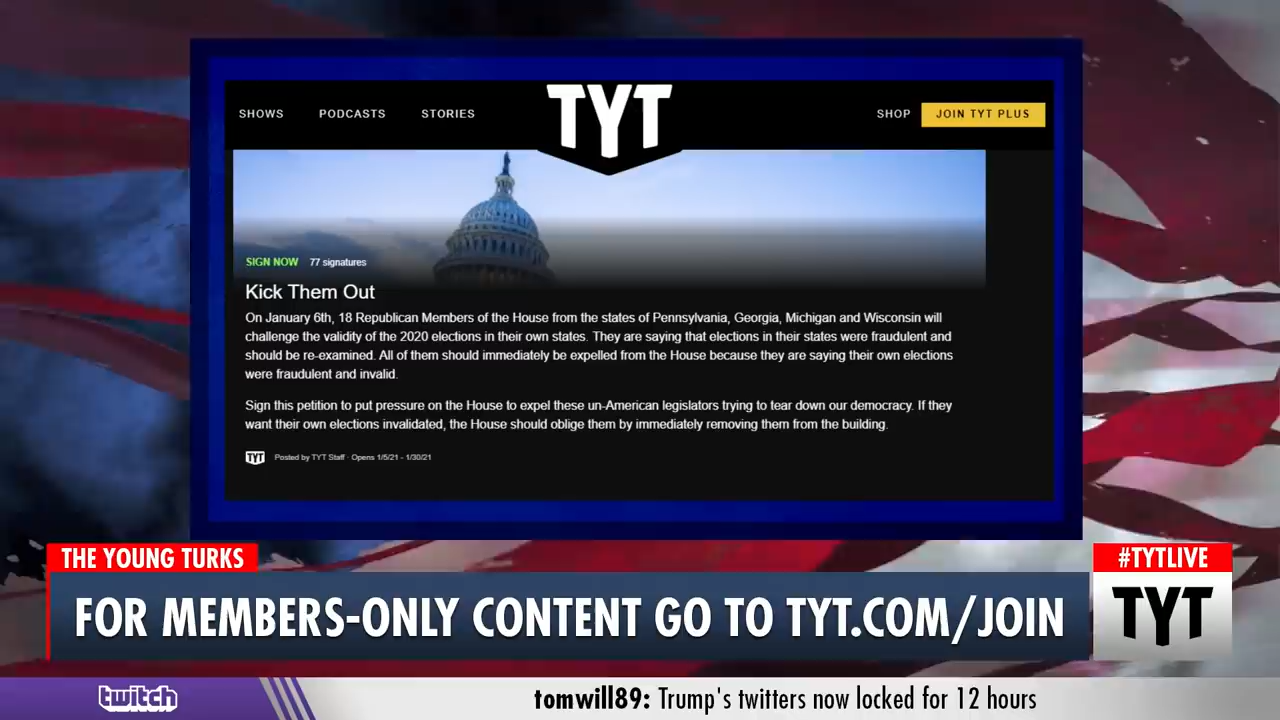 SHOWS PODCASTS STORIES TYT SHOP JOIN TYT PLUS
SIGN NOW 77 signatures
Kick Them Out
On January 6th, 18 Republican Members of the House from the states of Pennsylvania, Georgia, Michigan and Wisconsin will
challenge the validity of the 2020 elections in their own states. They are saying that elections in their states were fraudulent and
should be re-examined. All of them should immediately be expelled from the House because they are saying their own elections
were fraudulent and invalid.
Sign this petition to put pressure on the House to expel these un-American legislators trying to tear down our democracy. If they
want their own elections invalidated, the House should oblige them by immediately removing them from the building.
TYT Posted by TYT Staff · Opens 1/5/21 - 1/30/21
THE YOUNG TURKS
#TYTLIVE
FOR MEMBERS-ONLY CONTENT GO TO TYT.COM/JOIN
TYT
twitch
tomwill89: Trump's twitters now locked for 12 hours